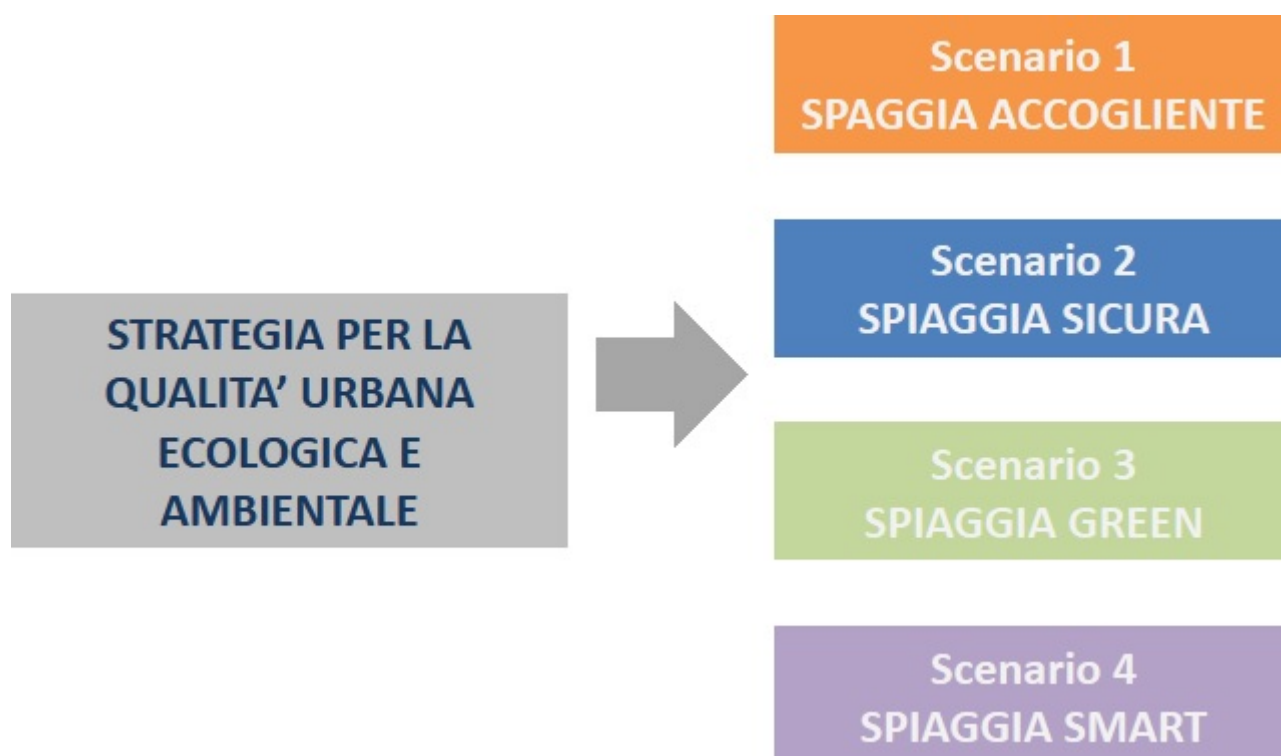 Scenario 1
SPAGGIA ACCOGLIENTE
Scenario 2
SPIAGGIA SICURA
STRATEGIA PER LA
QUALITA’ URBANA
ECOLOGICA E
AMBIENTALE
Scenario 3
SPIAGGIA GREEN
Scenario 4
SPIAGGIA SMART